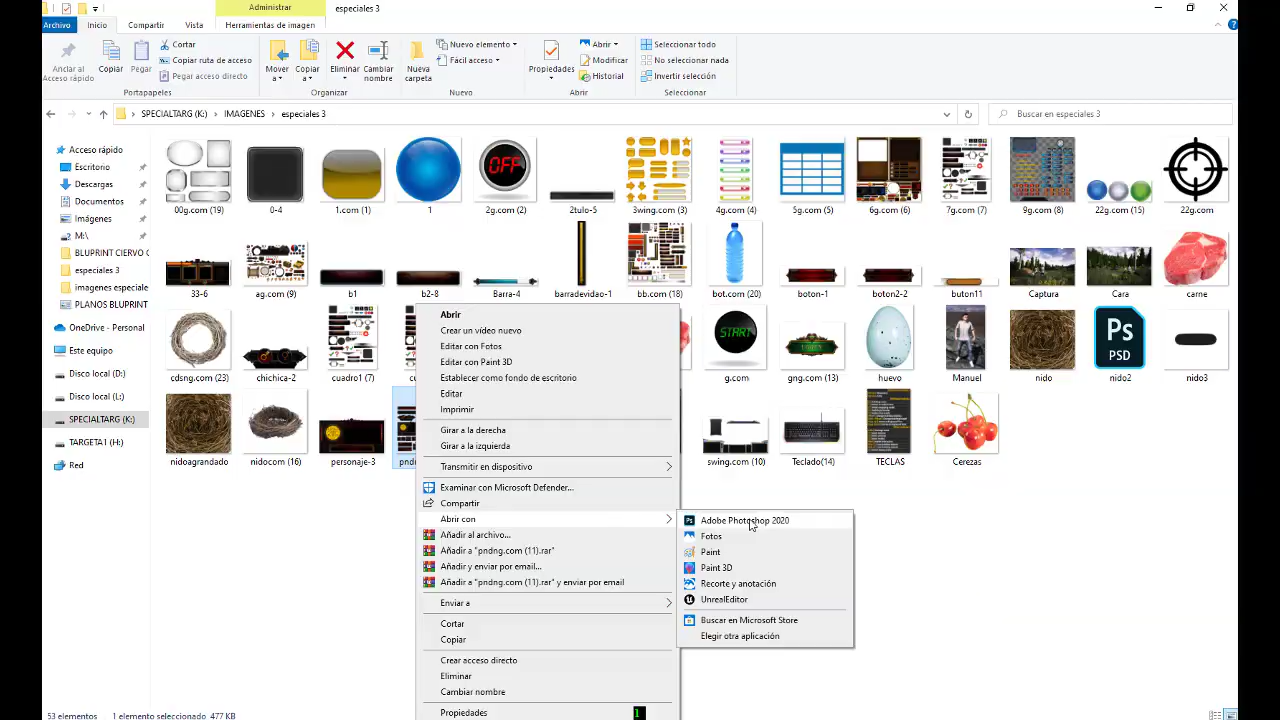 Administrar
especiales 3
Archivo
Inicio
Compartir
Vista
Herramientas de imagen
Anclar al
Acceso rápido
Copiar
Pegar
Cortar
Copiar ruta de acceso
Pegar acceso directo
Mover
a
Copiar
a
Eliminar
Cambiar
nombre
Nueva
carpeta
Nuevo elemento
Fácil acceso
Propiedades
Abrir
Modificar
Historial
Seleccionar todo
No seleccionar nada
Invertir selección
Portapapeles
Organizar
Nuevo
Abrir
Seleccionar
SPECIALTARG (K:) > IMAGENES > especiales 3
Buscar en especiales 3
Acceso rápido
Escritorio
Descargas
Documentos
Imágenes
M:\
BLUPRINT CIERVO C
especiales 3
imagenes especiale
PLANOS BLUPRINT
OneDrive - Personal
Este equipo
Disco local (D:)
Disco local (L:)
SPECIALTARG (K:)
TARGETA1 (H:)
Red
OFF
00g.com (19)
0-4
1.com (1)
1
2g.com (2)
2tulo-5
3wing.com (3)
4g.com (4)
5g.com (5)
6g.com (6)
7g.com (7)
9g.com (8)
22g.com (15)
22g.com
33-6
ag.com (9)
b1
b2-8
Barra-4
barradevidao-1
bb.com (18)
bot.com (20)
boton-1
boton2-2
buton11
Captura
Cara
carne
START
Ps
PSD
cdsng.com (23)
chichica-2
cuadro1 (7)
g.com
gng.com (13)
huevo
Manuel
nido
nido2
nido3
nidoagrandado
nidocom (16)
personaje-3
swing.com (10)
Teclado(14)
TECLAS
Cerezas
Abrir
Crear un vídeo nuevo
Editar con Fotos
Editar con Paint 3D
Establecer como fondo de escritorio
Editar
Imprimir
Girar a la derecha
Girar a la izquierda
Transmitir en dispositivo
Examinar con Microsoft Defender...
Compartir
Abrir con
Añadir al archivo...
Añadir a "pndng.com (11).rar"
Añadir y enviar por email...
Añadir a "pndng.com (11).rar" y enviar por email
Enviar a
Cortar
Copiar
Crear acceso directo
Eliminar
Cambiar nombre
Propiedades
1
Adobe Photoshop 2020
Fotos
Paint
Paint 3D
Recorte y anotación
UnrealEditor
Buscar en Microsoft Store
Elegir otra aplicación
53 elementos
1 elemento seleccionado 477 KB